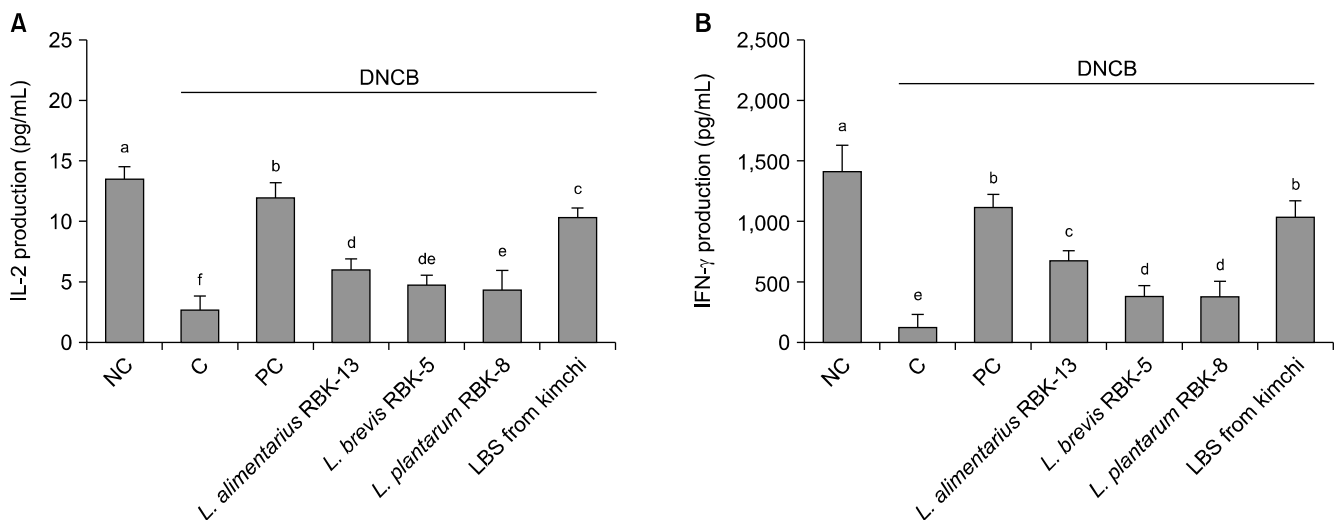 A
IL-2 production (pg/mL)
25
20
15
10
5
0
DNCB
a
f
b
d
de
e
c
NC
C
PC
L. alimentarius RBK-13
L. brevis RBK-5
L. plantarum RBK-8
LBS from kimchi
B
IFN-γ production (pg/mL)
2,500
2,000
1,500
1,000
500
0
DNCB
a
e
b
c
d
d
b
NC
C
PC
L. alimentarius RBK-13
L. brevis RBK-5
L. plantarum RBK-8
LBS from kimchi